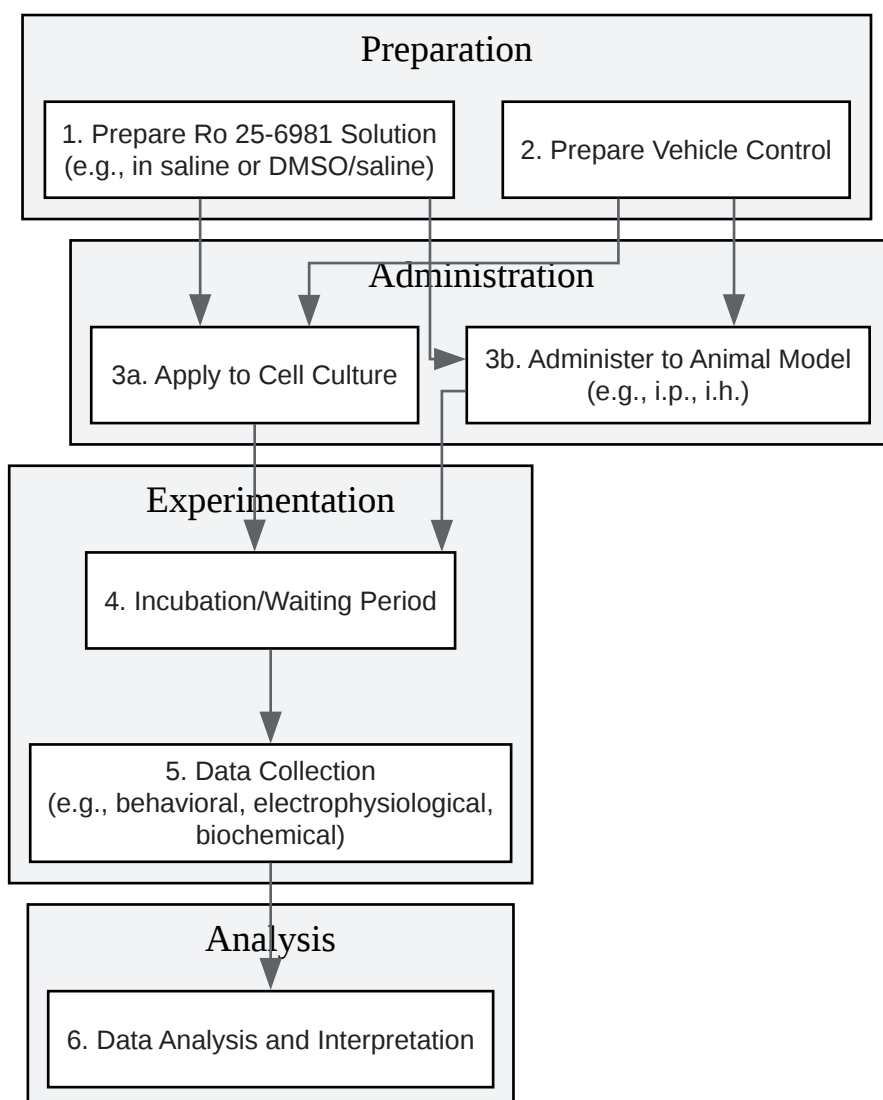 Preparation
1. Prepare Ro 25-6981 Solution
(e.g., in saline or DMSO/saline)
2. Prepare Vehicle Control
Administration
3a. Apply to Cell Culture
3b. Administer to Animal Model
(e.g., i.p., i.h.)
Experimentation
4. Incubation/Waiting Period
5. Data Collection
(e.g., behavioral, electrophysiological,
biochemical)
Analysis
6. Data Analysis and Interpretation